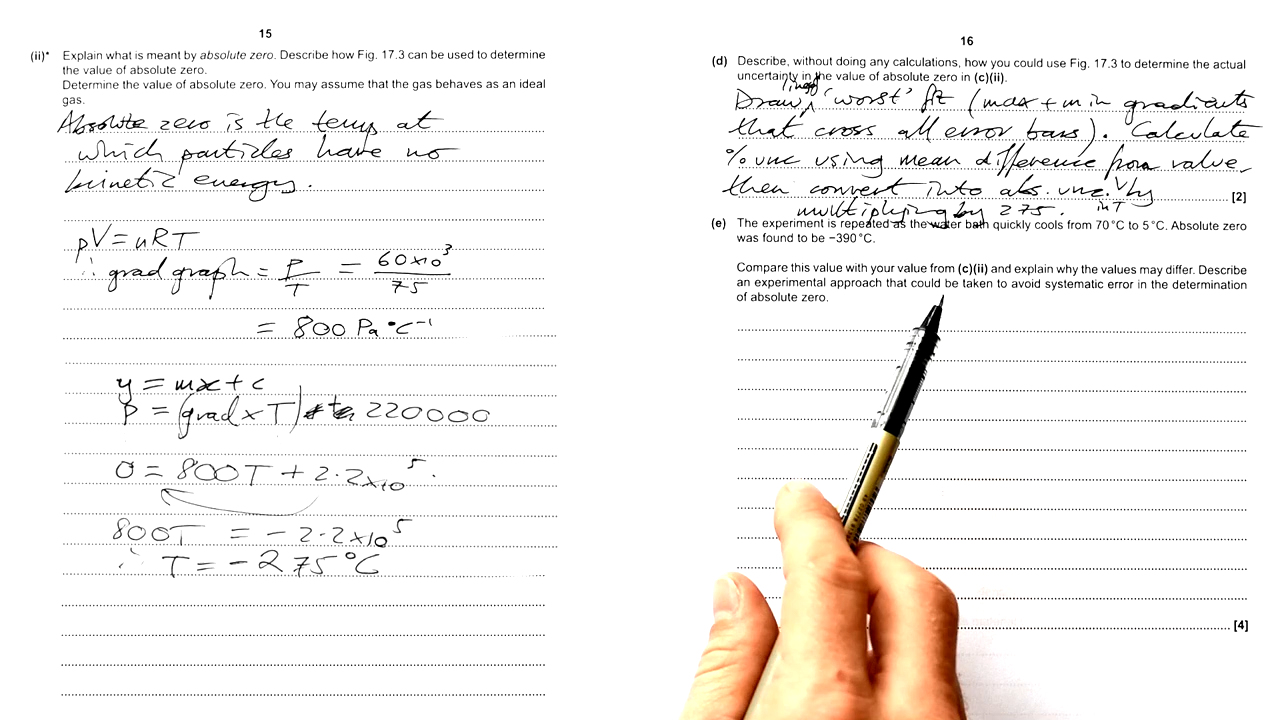 15
(ii)* Explain what is meant by absolute zero. Describe how Fig. 17.3 can be used to determine
the value of absolute zero.
Determine the value of absolute zero. You may assume that the gas behaves as an ideal
gas.
Absolute zero is the temp at
which particles have no
kinetic energy.
pV = nRT
∴ grad graph = P/T = 60×10³/75
= 800 Pa °C⁻¹
y = mx + c
P = (grad × T) + 220000
0 = 800T + 2.2×10⁵.
800T = -2.2×10⁵
∴ T = -275°C
16
(d) Describe, without doing any calculations, how you could use Fig. 17.3 to determine the actual
uncertainty in the value of absolute zero in (c)(ii).
Draw lines of 'worst' fit (max + min gradients
that cross all error bars). Calculate
% unc using mean difference from value,
then convert into abs. unc. in T by
multiplying by 275.
[2]
(e) The experiment is repeated as the water bath quickly cools from 70 °C to 5 °C. Absolute zero
was found to be −390 °C.
Compare this value with your value from (c)(ii) and explain why the values may differ. Describe
an experimental approach that could be taken to avoid systematic error in the determination
of absolute zero.
[4]